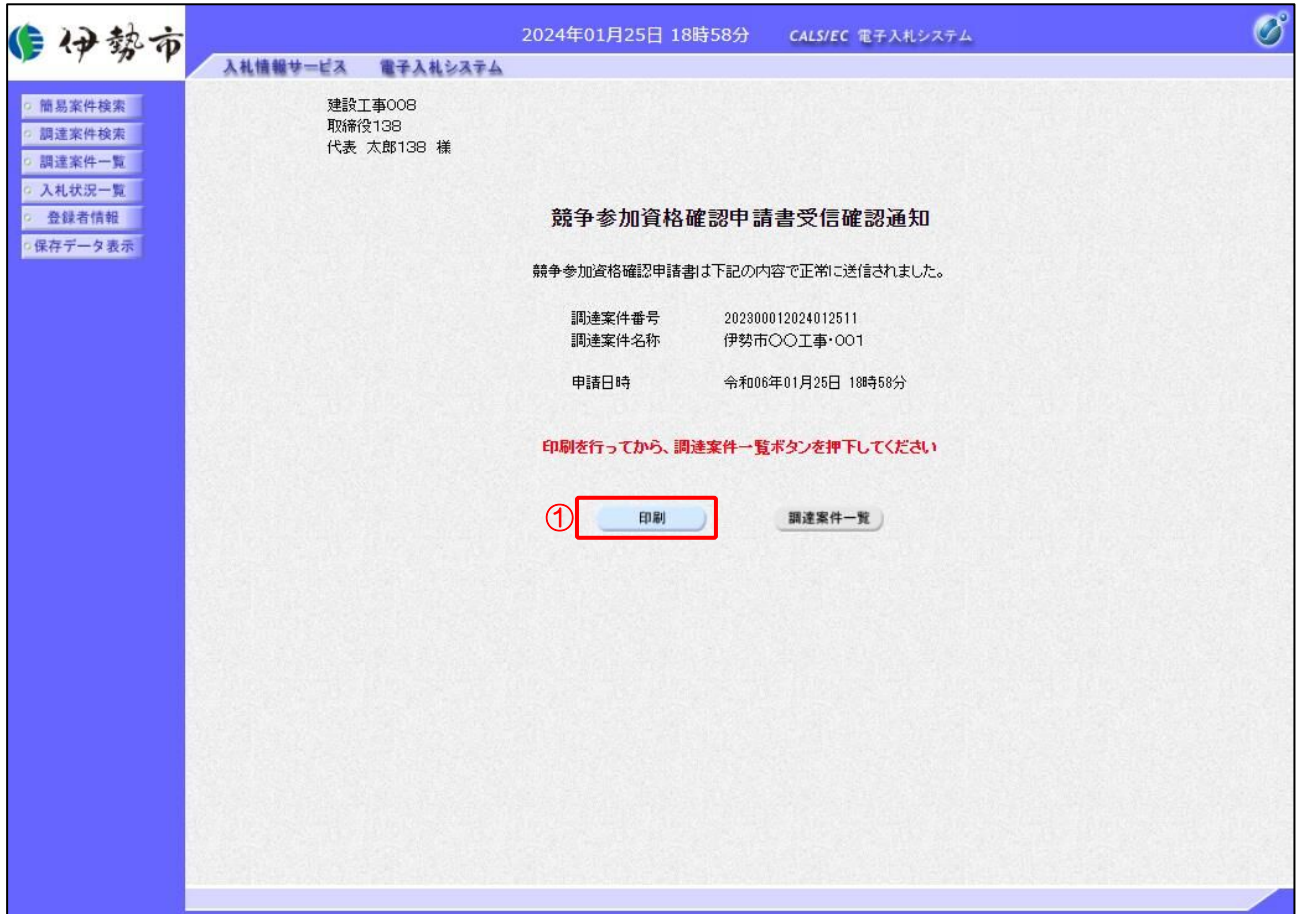 伊勢市
2024年01月25日 18時58分 CALS/EC 電子入札システム
入札情報サービス 電子入札システム
簡易案件検索
調達案件検索
調達案件一覧
入札状況一覧
登録者情報
保存データ表示
建設工事008
取締役138
代表 太郎138 様
競争参加資格確認申請書受信確認通知
競争参加資格確認申請書は下記の内容で正常に送信されました。
調達案件番号 202300012024012511
調達案件名称 伊勢市〇〇工事・001
申請日時 令和06年01月25日 18時58分
印刷を行ってから、調達案件一覧ボタンを押下してください
① 印刷 調達案件一覧